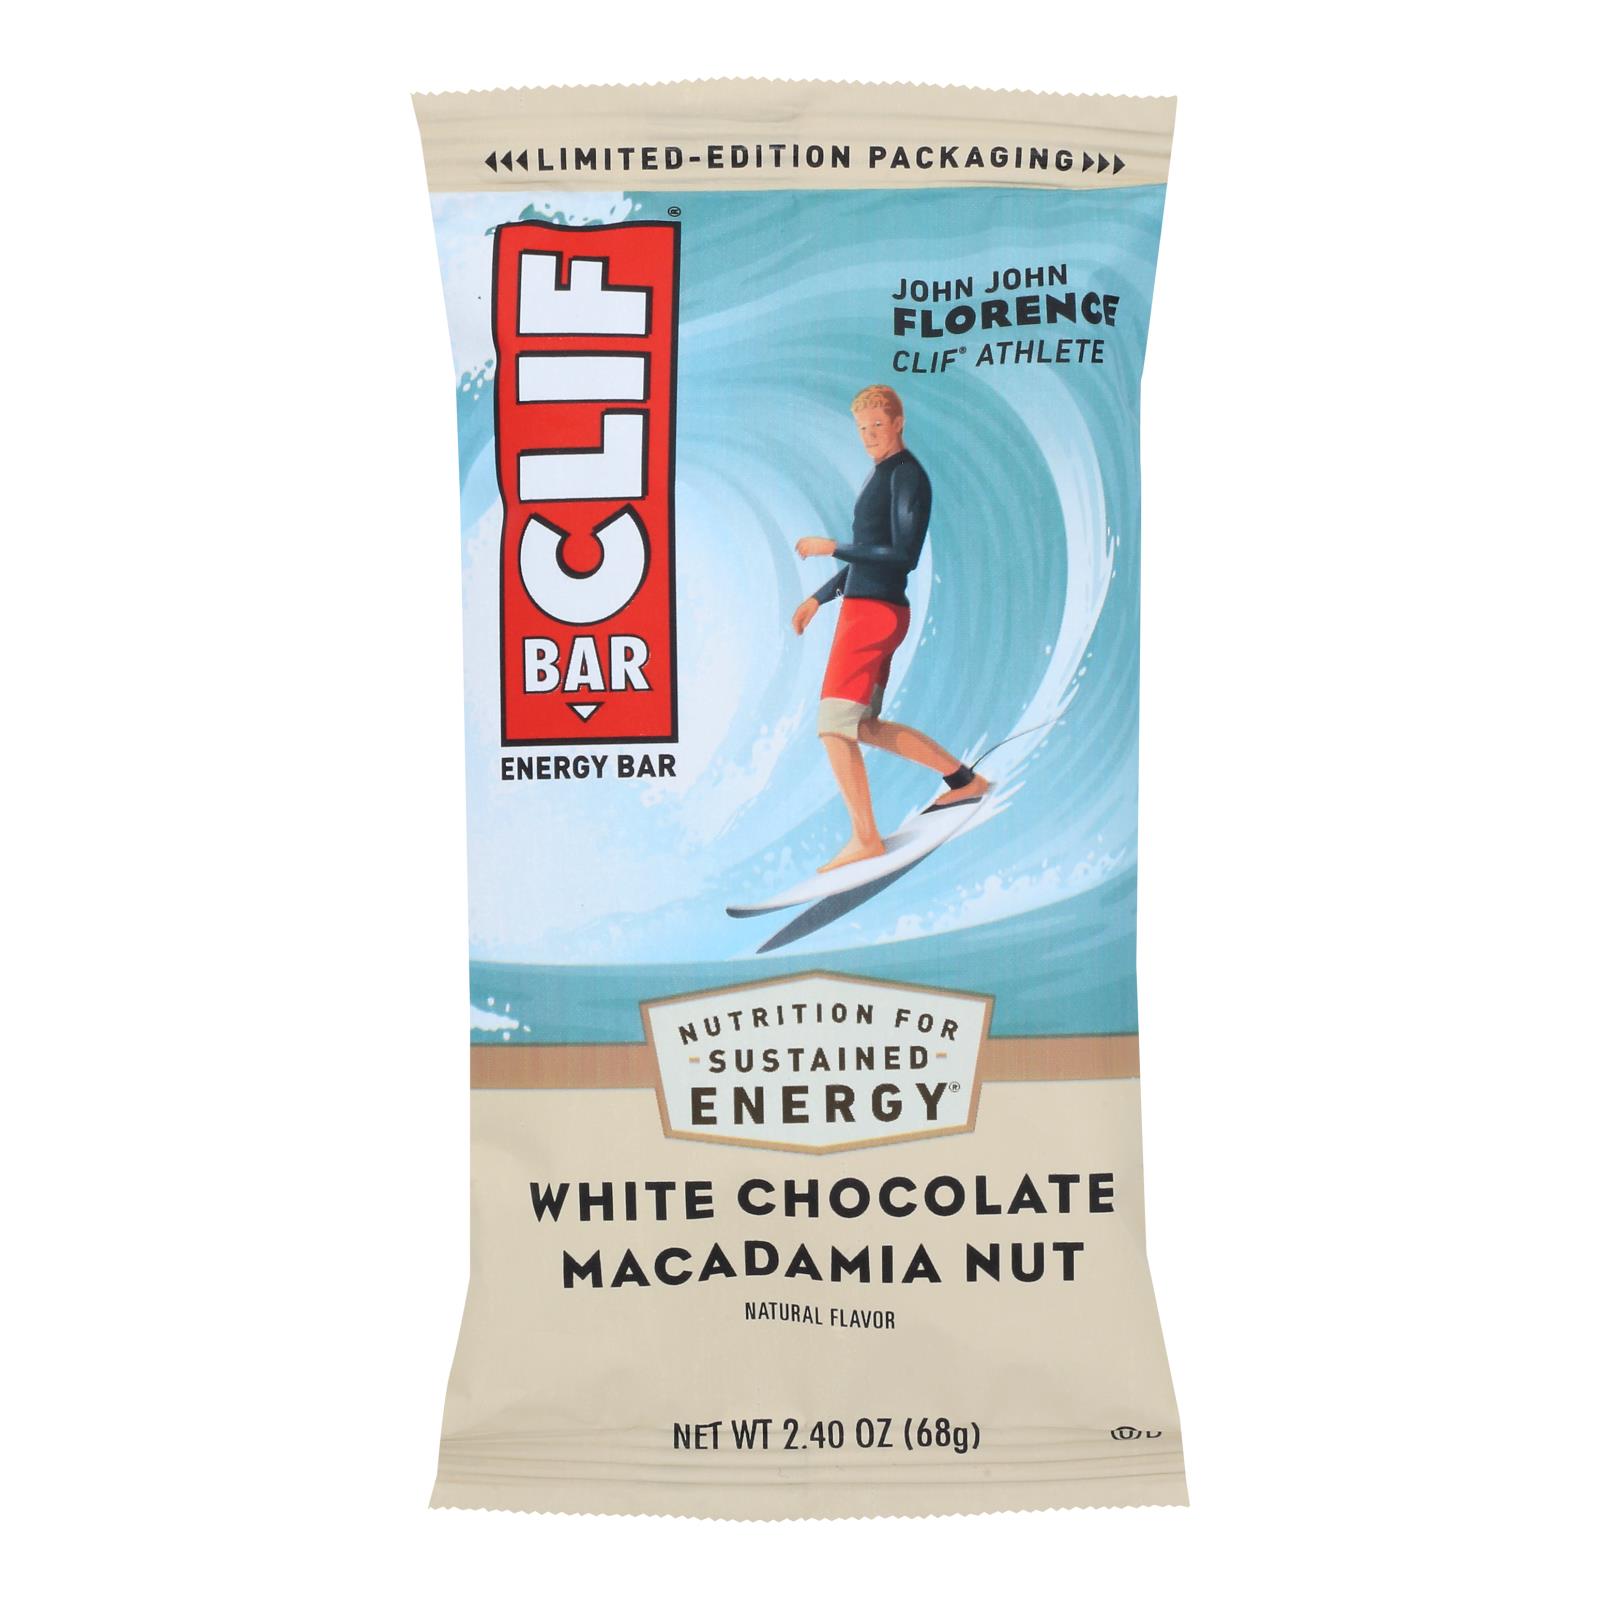 LIMITED-EDITION PACKAGING
CLIF®
BAR
ENERGY BAR
JOHN JOHN
FLORENCE
CLIF® ATHLETE
NUTRITION FOR
-SUSTAINED-
ENERGY®
WHITE CHOCOLATE
MACADAMIA NUT
NATURAL FLAVOR
NET WT 2.40 OZ (68g)